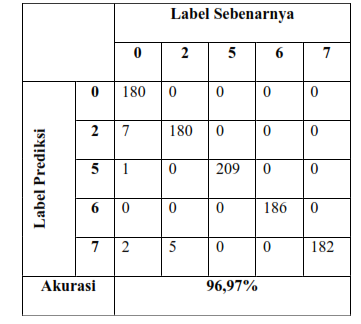 Label Sebenarnya
0 2 5 6 7
Label Prediksi
0 180 0 0 0 0
2 7 180 0 0 0
5 1 0 209 0 0
6 0 0 0 186 0
7 2 5 0 0 182
Akurasi 96,97%